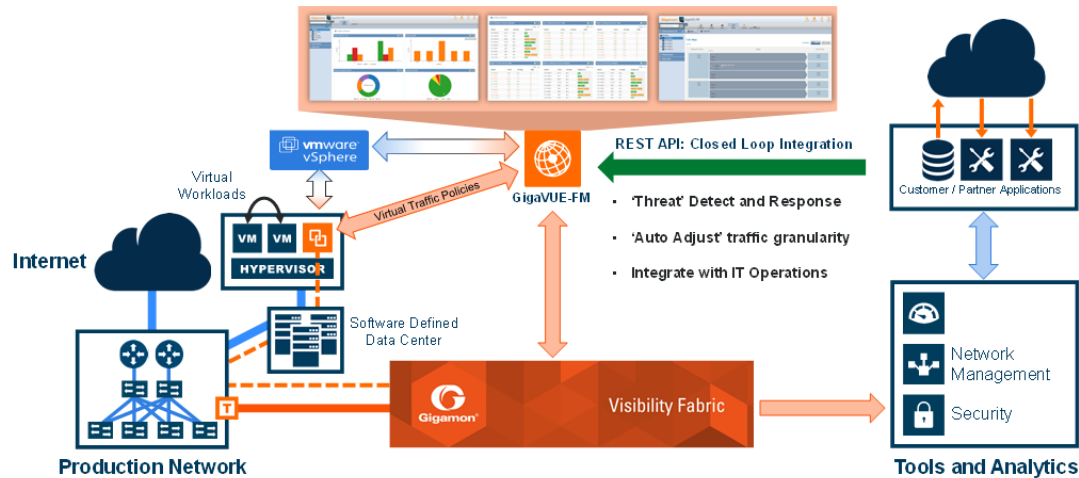 vmware®
vSphere
REST API: Closed Loop Integration
Virtual
Workloads
Virtual Traffic Policies
GigaVUE-FM
Customer / Partner Applications
• ‘Threat’ Detect and Response
• ‘Auto Adjust’ traffic granularity
• Integrate with IT Operations
VM
VM
HYPERVISOR
Internet
Software Defined
Data Center
Network
Management
Security
T
Gigamon®
Visibility Fabric
Production Network
Tools and Analytics